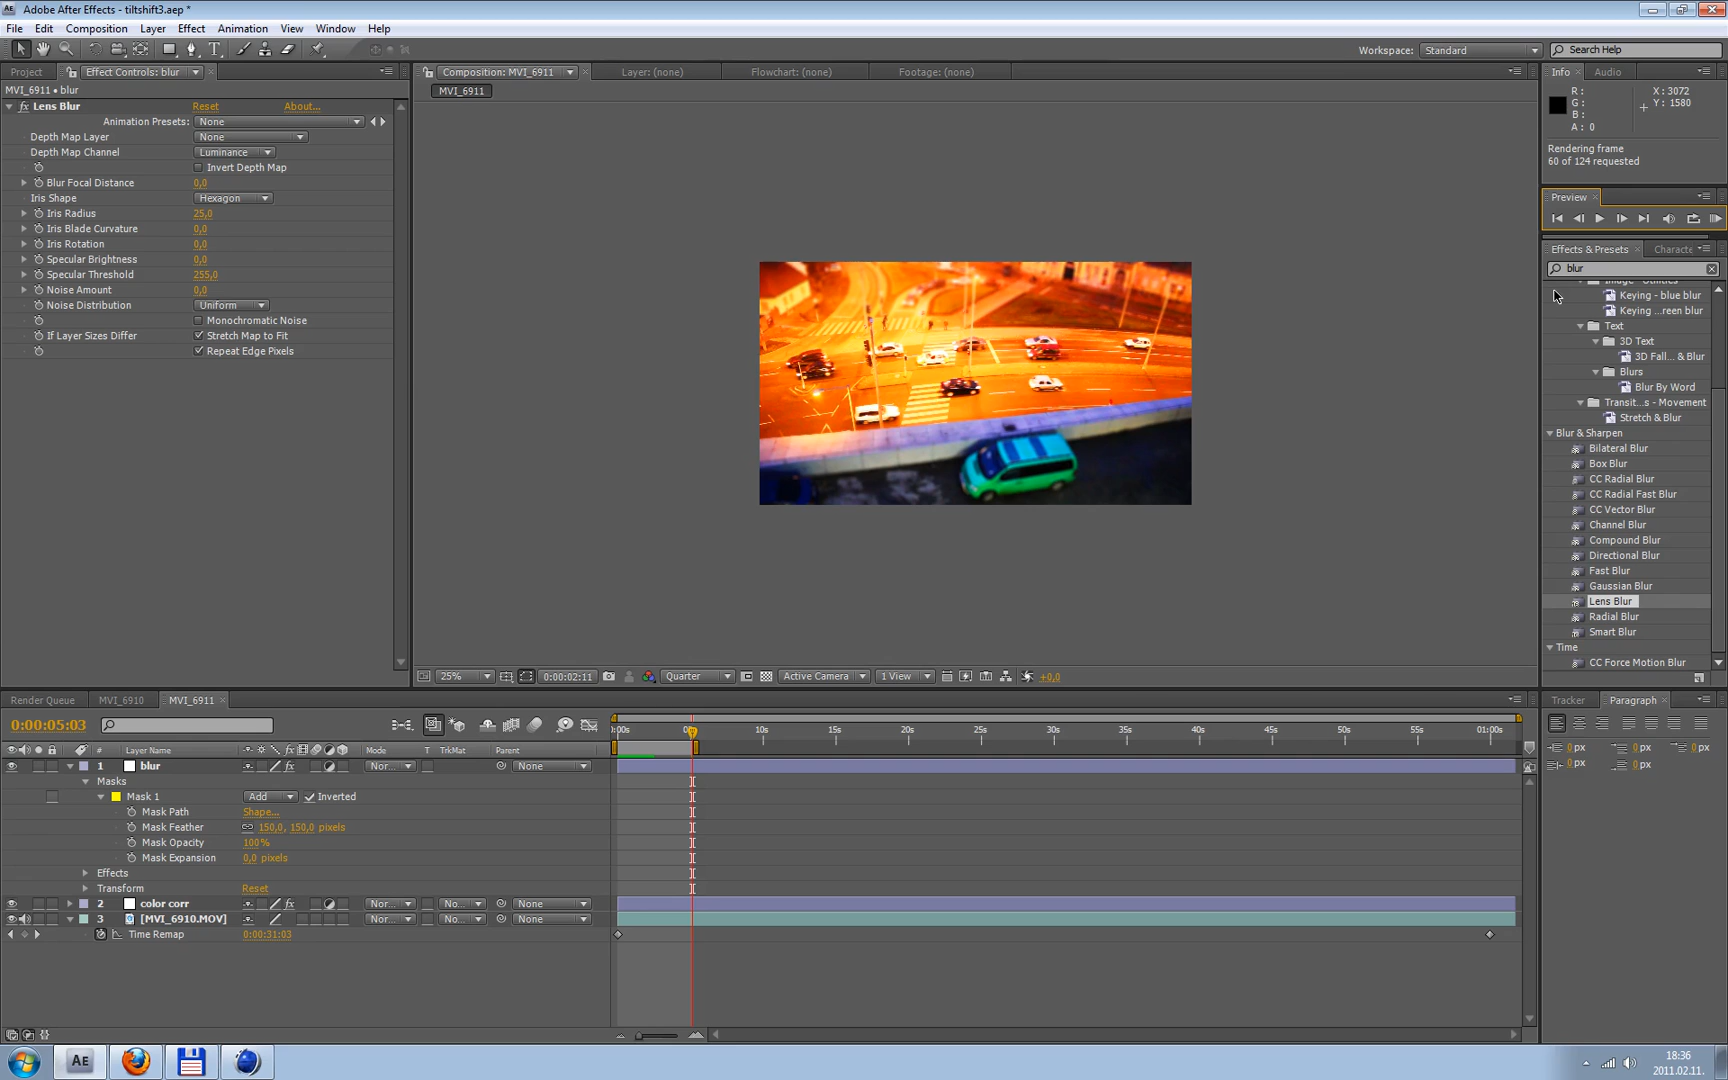 Adobe After Effects - tiltshift3.aep *
File Edit Composition Layer Effect Animation View Window Help
Workspace: Standard Search Help
Project Effect Controls: blur
MVI_6911 • blur
fx Lens Blur Reset About...
Animation Presets: None
Depth Map Layer None
Depth Map Channel Luminance
Invert Depth Map
Blur Focal Distance 0,0
Iris Shape Hexagon
Iris Radius 25,0
Iris Blade Curvature 0,0
Iris Rotation 0,0
Specular Brightness 0,0
Specular Threshold 255,0
Noise Amount 0,0
Noise Distribution Uniform
Monochromatic Noise
If Layer Sizes Differ Stretch Map to Fit
Repeat Edge Pixels
Composition: MVI_6911 Layer: (none) Flowchart: (none) Footage: (none)
MVI_6911
25% 0:00:02:11 Quarter Active Camera 1 View +0,0
Info Audio
R: X: 3072
G: Y: 1580
B:
A: 0
Rendering frame
60 of 124 requested
Preview
Effects & Presets Characte
blur
Image - Utilities
Keying - blue blur
Keying ...reen blur
Text
3D Text
3D Fall... & Blur
Blurs
Blur By Word
Transit...s - Movement
Stretch & Blur
Blur & Sharpen
Bilateral Blur
Box Blur
CC Radial Blur
CC Radial Fast Blur
CC Vector Blur
Channel Blur
Compound Blur
Directional Blur
Fast Blur
Gaussian Blur
Lens Blur
Radial Blur
Smart Blur
Time
CC Force Motion Blur
Render Queue MVI_6910 MVI_6911
0:00:05:03
:00s 10s 15s 20s 25s 30s 35s 40s 45s 50s 55s 01:00s
# Layer Name fx Mode T TrkMat Parent
1 blur fx Nor... None
Masks
Mask 1 Add Inverted
Mask Path Shape...
Mask Feather 150,0, 150,0 pixels
Mask Opacity 100%
Mask Expansion 0,0 pixels
Effects
Transform Reset
2 color corr fx Nor... No... None
3 [MVI_6910.MOV] Nor... No... None
Time Remap 0:00:31:03
Tracker Paragraph
0 px 0 px 0 px
0 px 0 px
AE
18:36
2011.02.11.